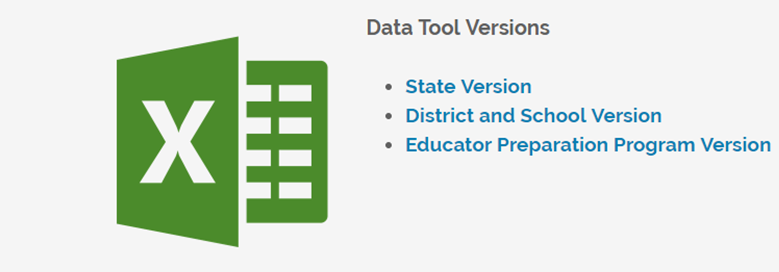 X
Data Tool Versions
State Version
District and School Version
Educator Preparation Program Version